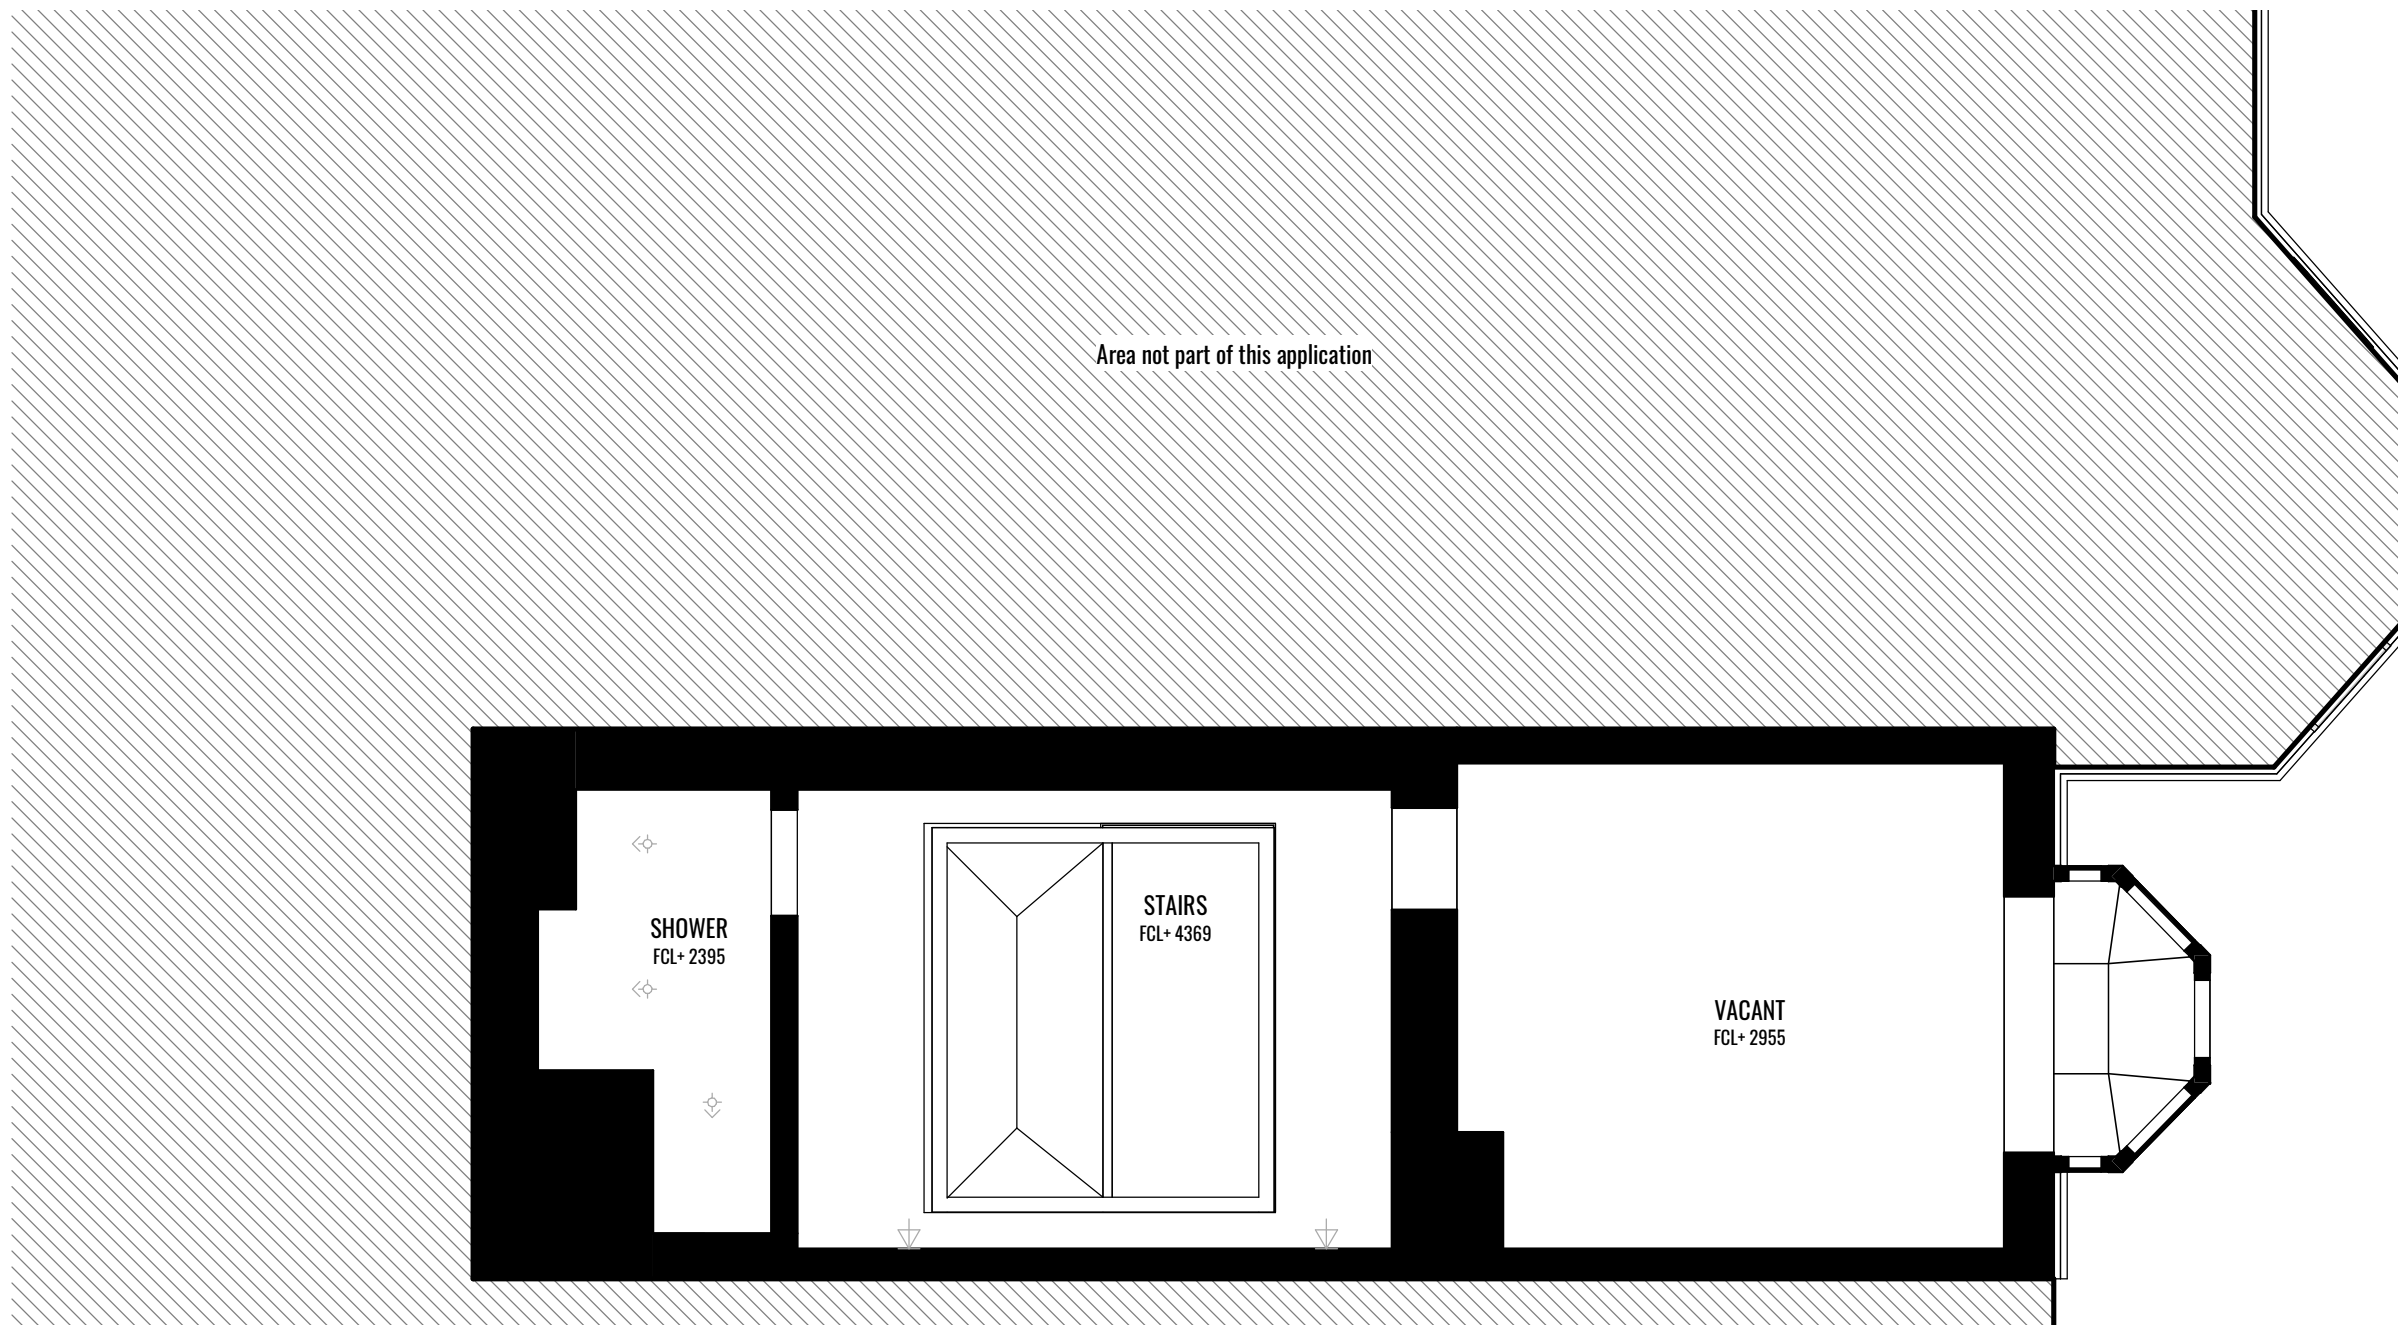 Area not part of this application
STAIRS
FCL+ 4369
SHOWER
FCL+ 2395
VACANT
FCL+ 2955